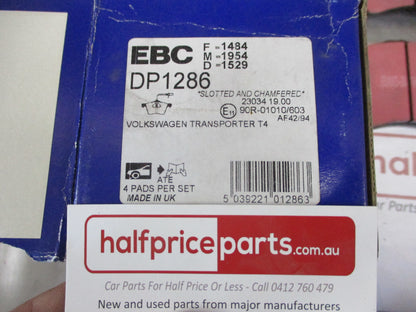 EBC F =1484
M =1954
D =1529
DP1286
"SLOTTED AND CHAMFERED"
23034 19.00
E11 90R-01010/603
AF42/94
VOLKSWAGEN TRANSPORTER T4
ATE
4 PADS PER SET
MADE IN UK
5 039221 012863
halfpriceparts.com.au
Car Parts For Half Price Or Less - Call 0412 760 479
New and used parts from major manufacturers